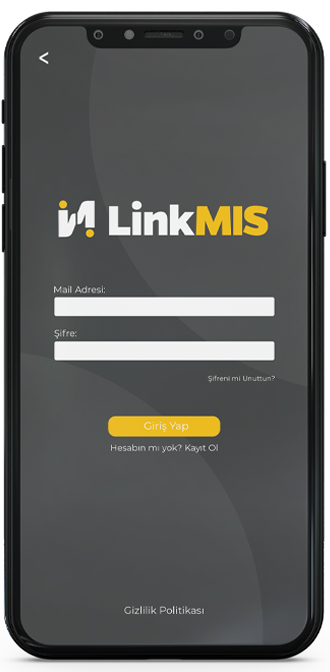 <
LinkMIS
Mail Adresi:
Şifre:
Şifreni mi Unuttun?
Giriş Yap
Hesabın mı yok? Kayıt Ol
Gizlilik Politikası